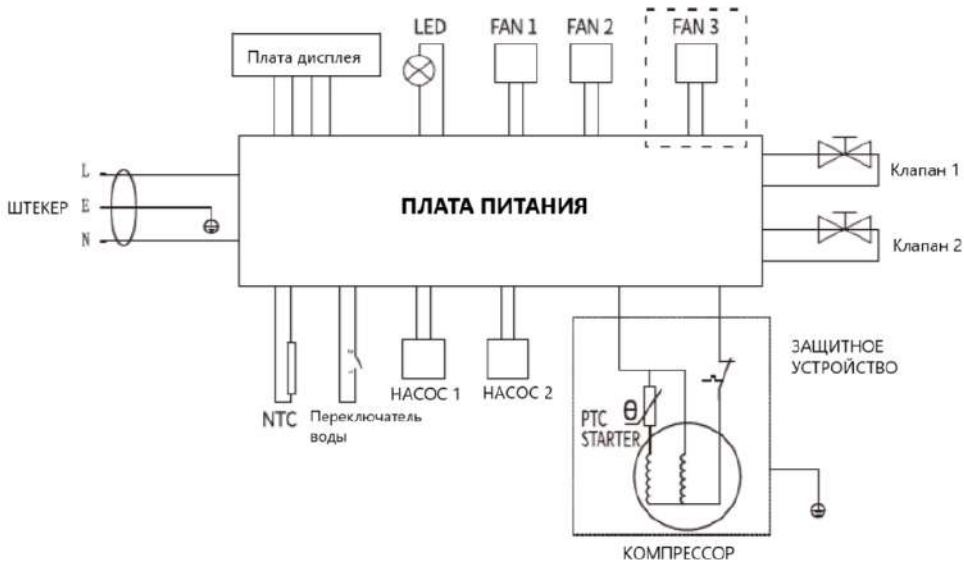 LED
FAN 1
FAN 2
FAN 3
Плата дисплея
L
ШТЕКЕР
E
N
ПЛАТА ПИТАНИЯ
Клапан 1
Клапан 2
NTC
Переключатель
воды
НАСОС 1
НАСОС 2
ЗАЩИТНОЕ
УСТРОЙСТВО
θ
PTC
STARTER
КОМПРЕССОР